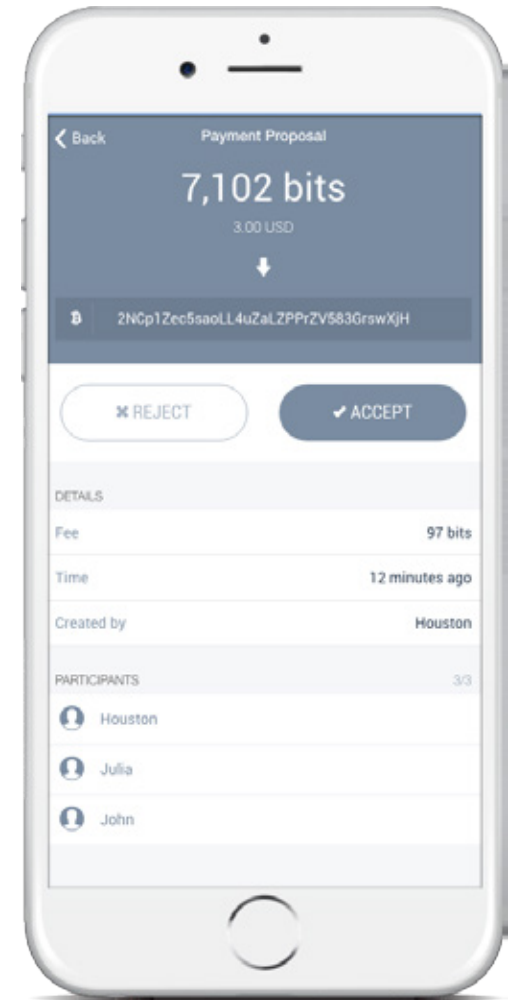 Back Payment Proposal
7,102 bits
3.00 USD
2NCp1Zec5saoLL4uZaLZPPrZV583GrswXjH
REJECT ACCEPT
DETAILS
Fee 97 bits
Time 12 minutes ago
Created by Houston
PARTICIPANTS 3/3
Houston
Julia
John